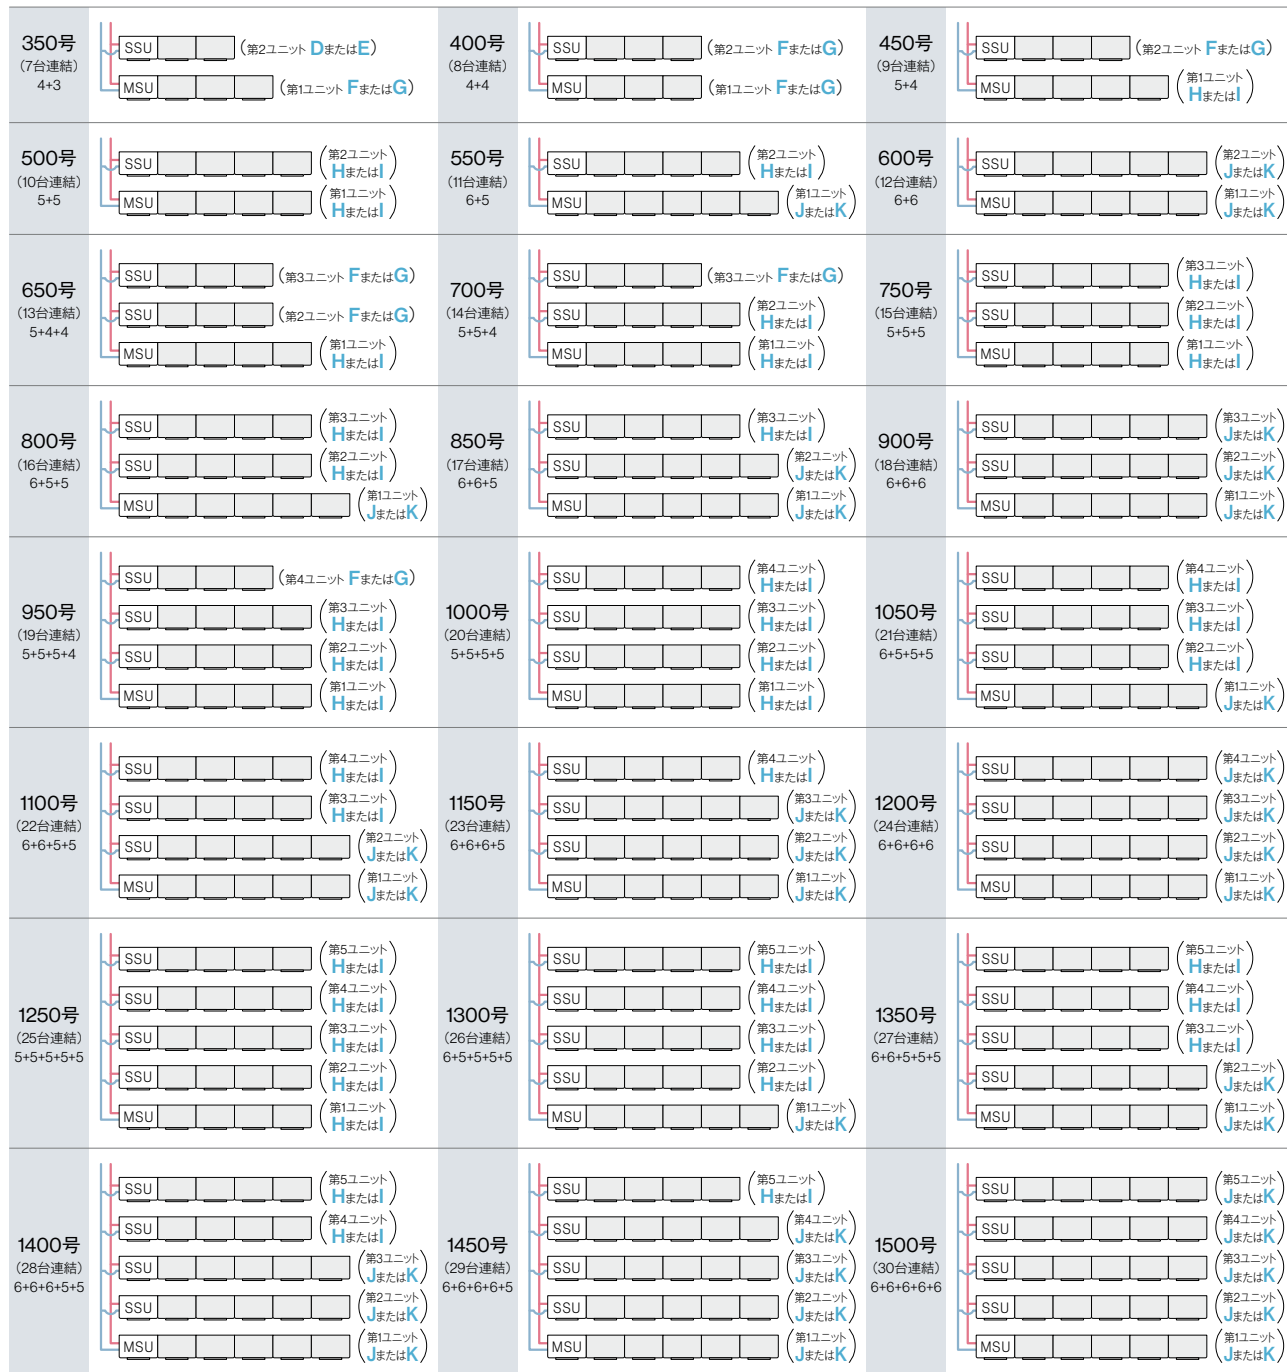 350号
(7台連結)
4+3
SSU
(第2ユニット DまたはE)
MSU
(第1ユニット FまたはG)
400号
(8台連結)
4+4
SSU
(第2ユニット FまたはG)
MSU
(第1ユニット FまたはG)
450号
(9台連結)
5+4
SSU
(第2ユニット FまたはG)
MSU
(第1ユニット
HまたはI)
500号
(10台連結)
5+5
SSU
(第2ユニット
HまたはI)
MSU
(第1ユニット
HまたはI)
550号
(11台連結)
6+5
SSU
(第2ユニット
HまたはI)
MSU
(第1ユニット
JまたはK)
600号
(12台連結)
6+6
SSU
(第2ユニット
JまたはK)
MSU
(第1ユニット
JまたはK)
650号
(13台連結)
5+4+4
SSU
(第3ユニット FまたはG)
SSU
(第2ユニット FまたはG)
MSU
(第1ユニット
HまたはI)
700号
(14台連結)
5+5+4
SSU
(第3ユニット FまたはG)
SSU
(第2ユニット
HまたはI)
MSU
(第1ユニット
HまたはI)
750号
(15台連結)
5+5+5
SSU
(第3ユニット
HまたはI)
SSU
(第2ユニット
HまたはI)
MSU
(第1ユニット
HまたはI)
800号
(16台連結)
6+5+5
SSU
(第3ユニット
HまたはI)
SSU
(第2ユニット
HまたはI)
MSU
(第1ユニット
JまたはK)
850号
(17台連結)
6+6+5
SSU
(第3ユニット
HまたはI)
SSU
(第2ユニット
JまたはK)
MSU
(第1ユニット
JまたはK)
900号
(18台連結)
6+6+6
SSU
(第3ユニット
JまたはK)
SSU
(第2ユニット
JまたはK)
MSU
(第1ユニット
JまたはK)
950号
(19台連結)
5+5+5+4
SSU
(第4ユニット FまたはG)
SSU
(第3ユニット
HまたはI)
SSU
(第2ユニット
HまたはI)
MSU
(第1ユニット
HまたはI)
1000号
(20台連結)
5+5+5+5
SSU
(第4ユニット
HまたはI)
SSU
(第3ユニット
HまたはI)
SSU
(第2ユニット
HまたはI)
MSU
(第1ユニット
HまたはI)
1050号
(21台連結)
6+5+5+5
SSU
(第4ユニット
HまたはI)
SSU
(第3ユニット
HまたはI)
SSU
(第2ユニット
HまたはI)
MSU
(第1ユニット
JまたはK)
1100号
(22台連結)
6+6+5+5
SSU
(第4ユニット
HまたはI)
SSU
(第3ユニット
HまたはI)
SSU
(第2ユニット
JまたはK)
MSU
(第1ユニット
JまたはK)
1150号
(23台連結)
6+6+6+5
SSU
(第4ユニット
HまたはI)
SSU
(第3ユニット
JまたはK)
SSU
(第2ユニット
JまたはK)
MSU
(第1ユニット
JまたはK)
1200号
(24台連結)
6+6+6+6
SSU
(第4ユニット
JまたはK)
SSU
(第3ユニット
JまたはK)
SSU
(第2ユニット
JまたはK)
MSU
(第1ユニット
JまたはK)
1250号
(25台連結)
5+5+5+5+5
SSU
(第5ユニット
HまたはI)
SSU
(第4ユニット
HまたはI)
SSU
(第3ユニット
HまたはI)
SSU
(第2ユニット
HまたはI)
MSU
(第1ユニット
HまたはI)
1300号
(26台連結)
6+5+5+5+5
SSU
(第5ユニット
HまたはI)
SSU
(第4ユニット
HまたはI)
SSU
(第3ユニット
HまたはI)
SSU
(第2ユニット
HまたはI)
MSU
(第1ユニット
JまたはK)
1350号
(27台連結)
6+6+5+5+5
SSU
(第5ユニット
HまたはI)
SSU
(第4ユニット
HまたはI)
SSU
(第3ユニット
HまたはI)
SSU
(第2ユニット
JまたはK)
MSU
(第1ユニット
JまたはK)
1400号
(28台連結)
6+6+6+5+5
SSU
(第5ユニット
HまたはI)
SSU
(第4ユニット
HまたはI)
SSU
(第3ユニット
JまたはK)
SSU
(第2ユニット
JまたはK)
MSU
(第1ユニット
JまたはK)
1450号
(29台連結)
6+6+6+6+5
SSU
(第5ユニット
HまたはI)
SSU
(第4ユニット
JまたはK)
SSU
(第3ユニット
JまたはK)
SSU
(第2ユニット
JまたはK)
MSU
(第1ユニット
JまたはK)
1500号
(30台連結)
6+6+6+6+6
SSU
(第5ユニット
JまたはK)
SSU
(第4ユニット
JまたはK)
SSU
(第3ユニット
JまたはK)
SSU
(第2ユニット
JまたはK)
MSU
(第1ユニット
JまたはK)